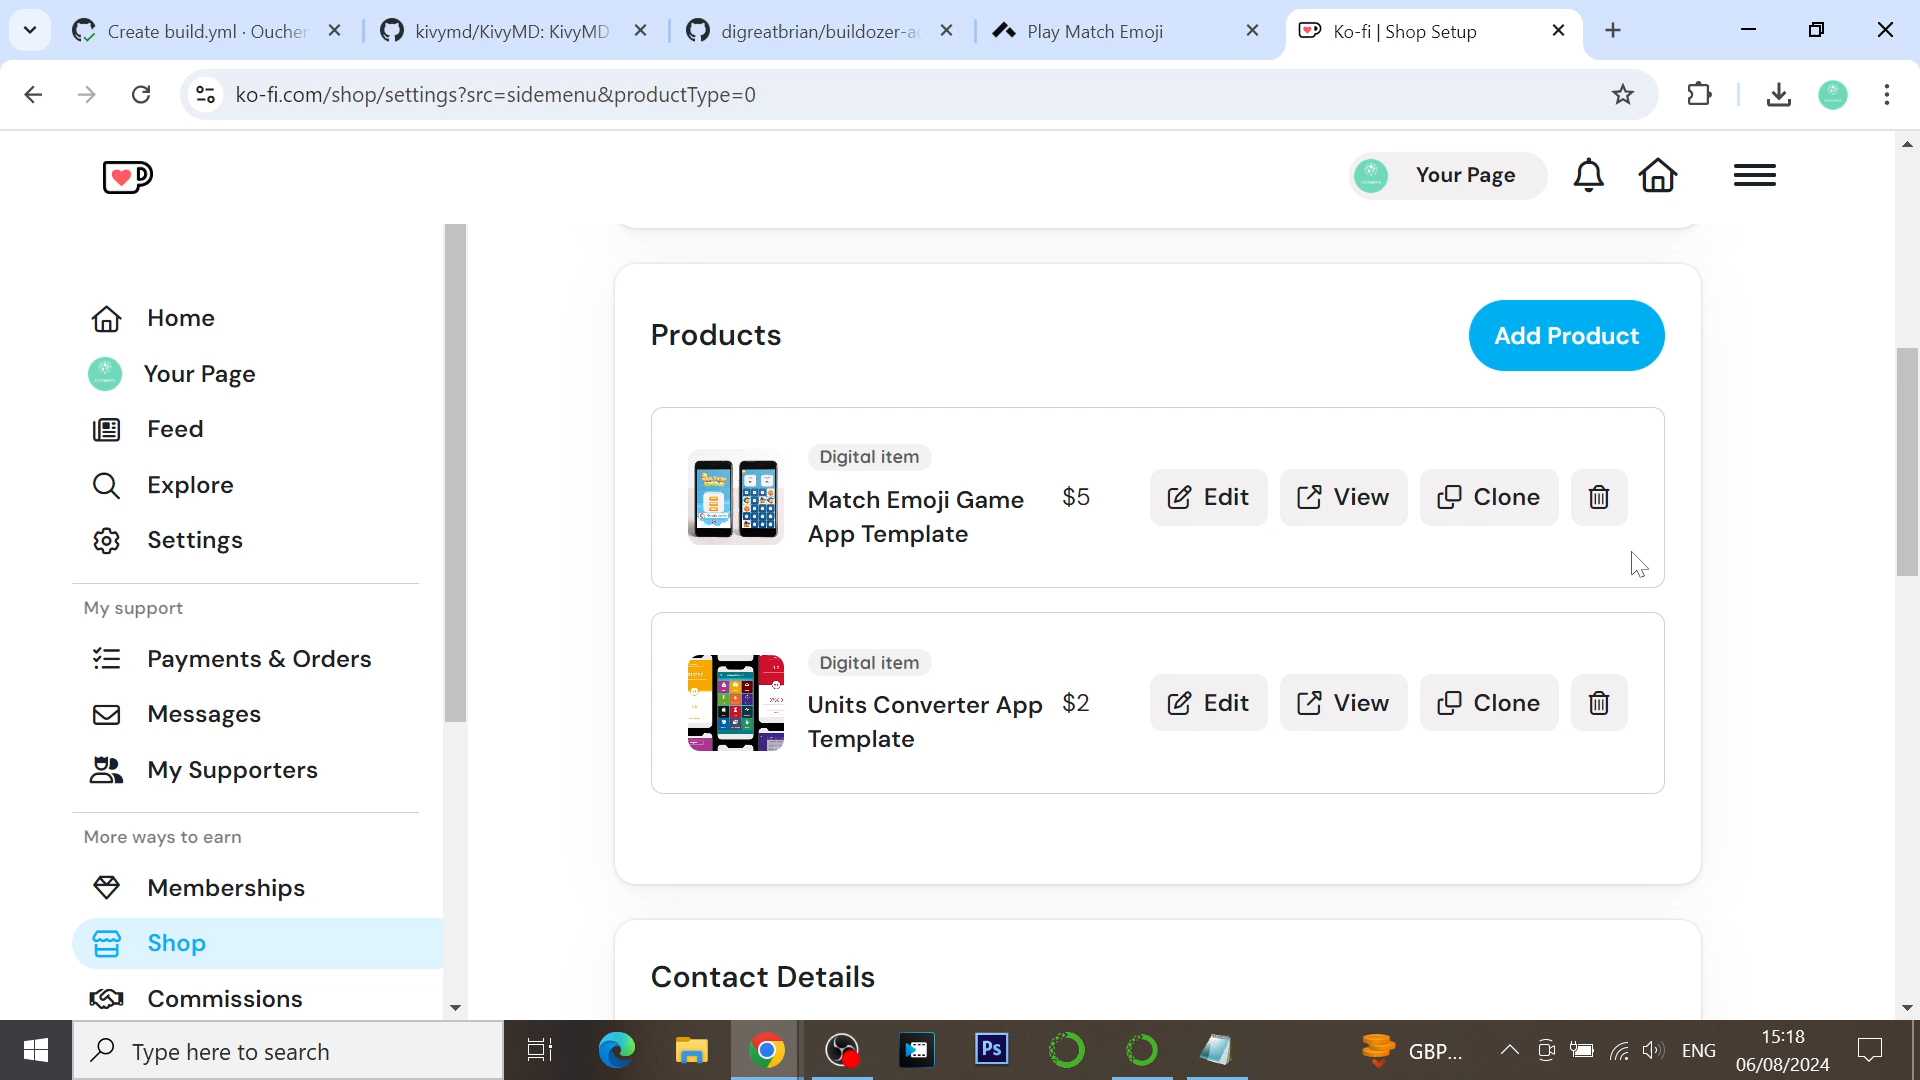 Create build.yml · Oucher
kivymd/KivyMD: KivyMD
digreatbrian/buildozer-ac
Play Match Emoji
Ko-fi | Shop Setup
ko-fi.com/shop/settings?src=sidemenu&productType=0
Your Page
Home
Your Page
Feed
Explore
Settings
My support
Payments & Orders
Messages
My Supporters
More ways to earn
Memberships
Shop
Commissions
Products
Add Product
Digital item
Match Emoji Game
App Template
$5
Edit
View
Clone
Digital item
Units Converter App
Template
$2
Edit
View
Clone
Contact Details
Type here to search
Ps
GBP...
ENG
15:18
06/08/2024